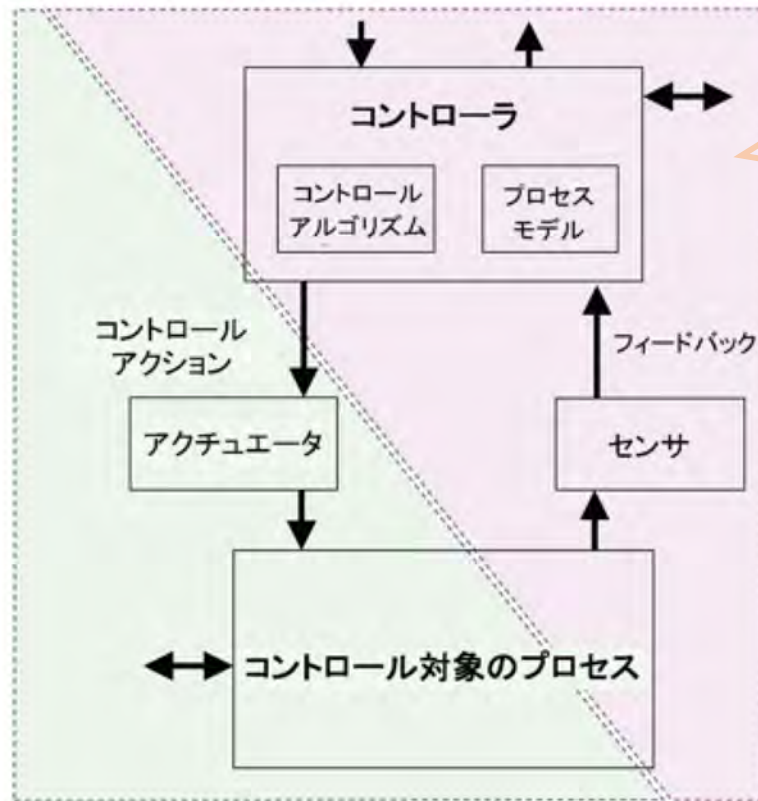 コントローラ
コントロール
アルゴリズム
プロセス
モデル
コントロール
アクション
フィードバック
アクチュエータ
センサ
コントロール対象のプロセス